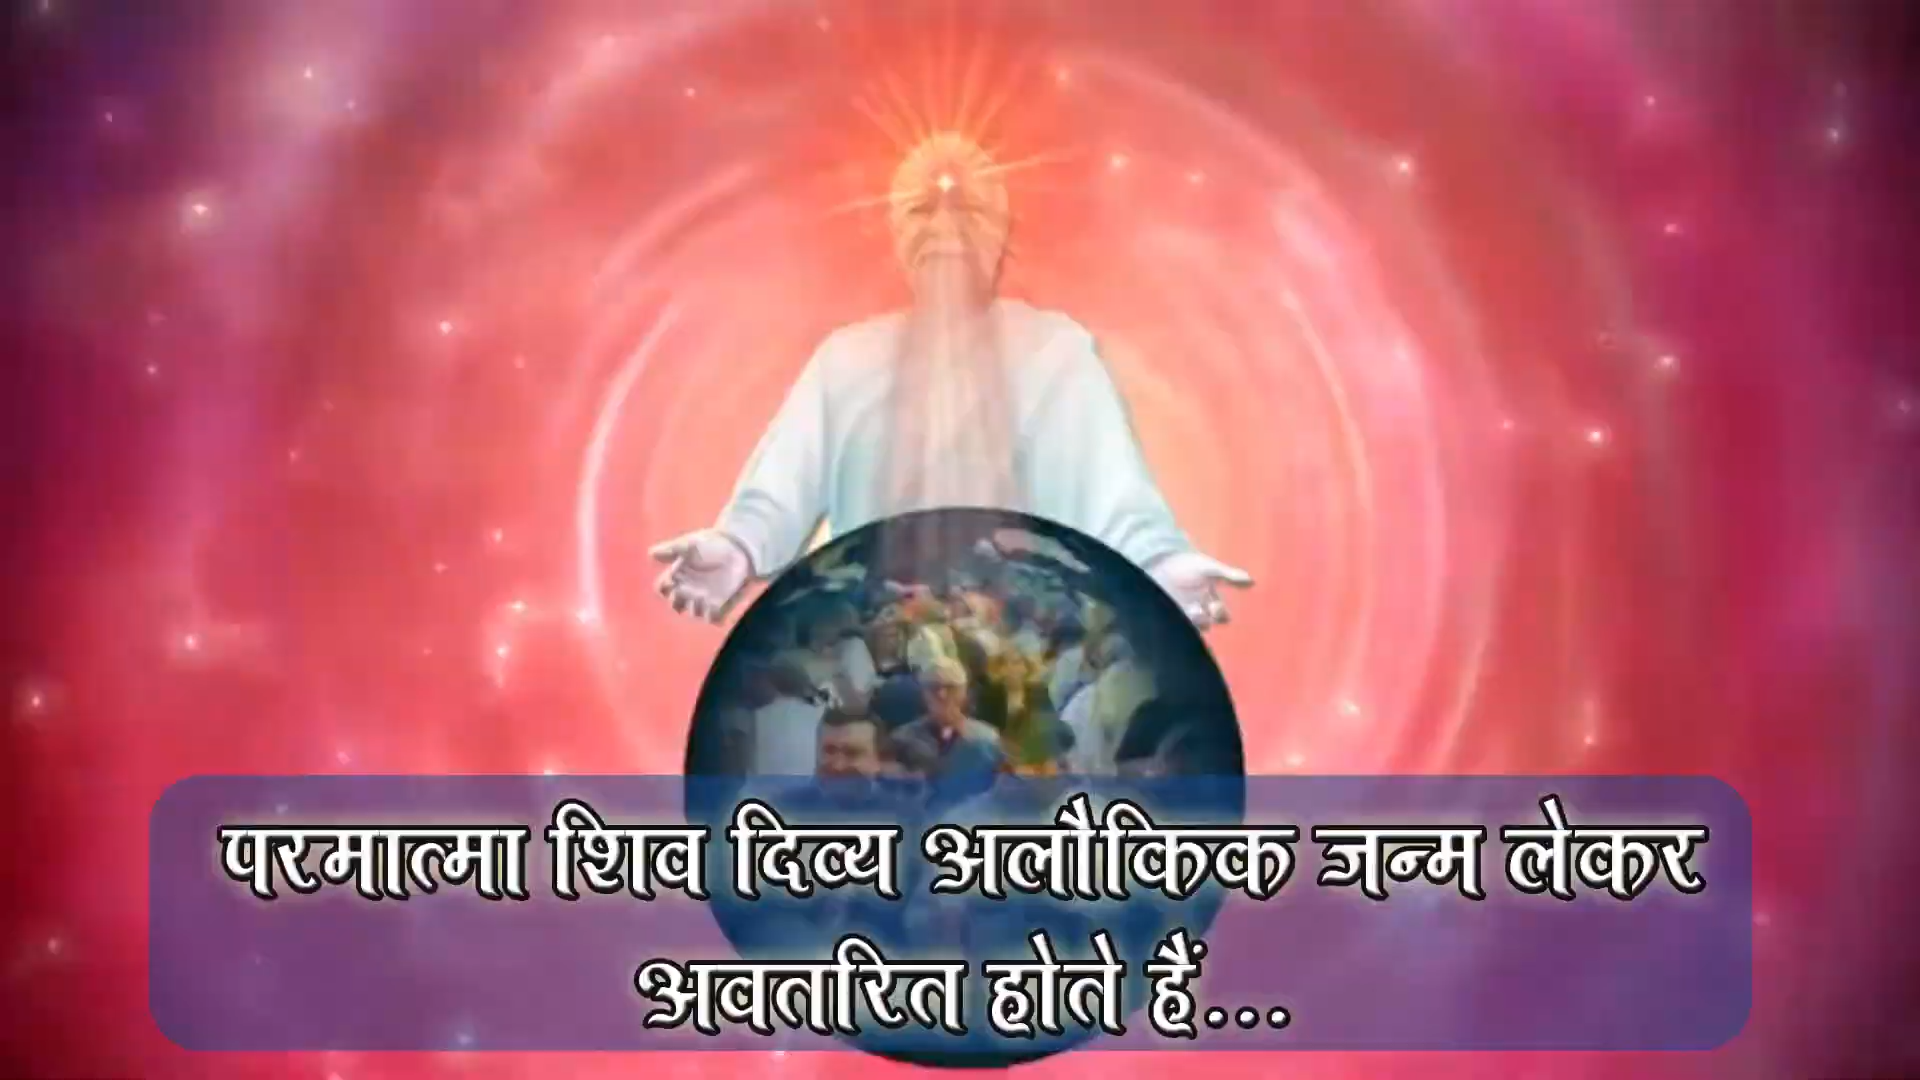 परमात्मा शिव दिव्य अलौकिक जन्म लेकर
अवतरित होते हैं...